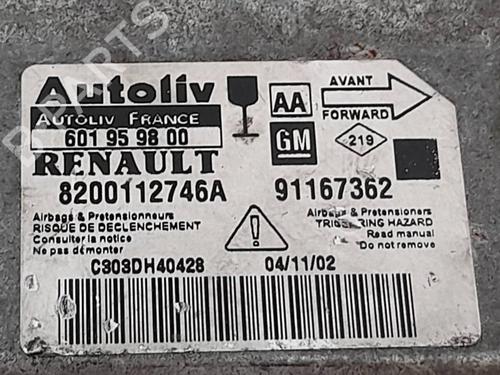 Autoliv
AUTOLIV FRANCE
601 95 98 00
RENAULT
8200112746A
Airbags & Pretensionneurs
RISQUE DE DECLENCHEMENT
Consulter la notice
Ne pas démonter
C303DH40428
AA
GM
AVANT
FORWARD
219
91167362
Airbags & Pretensioners
TRIGGERING HAZARD
Read manual
Do not remove
04/11/02
B-PARTS